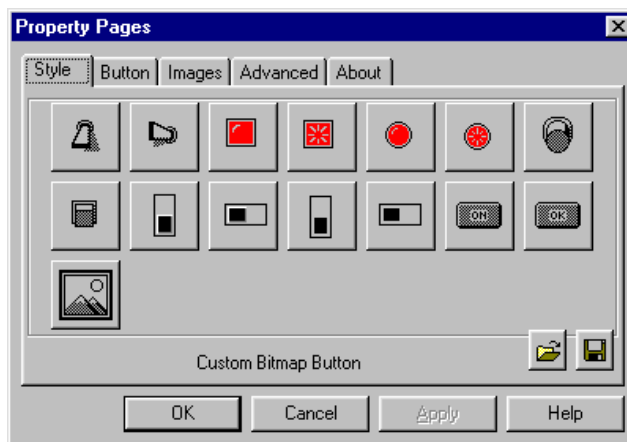 Property Pages
Style Button Images Advanced About
ON OK
Custom Bitmap Button
OK Cancel Apply Help